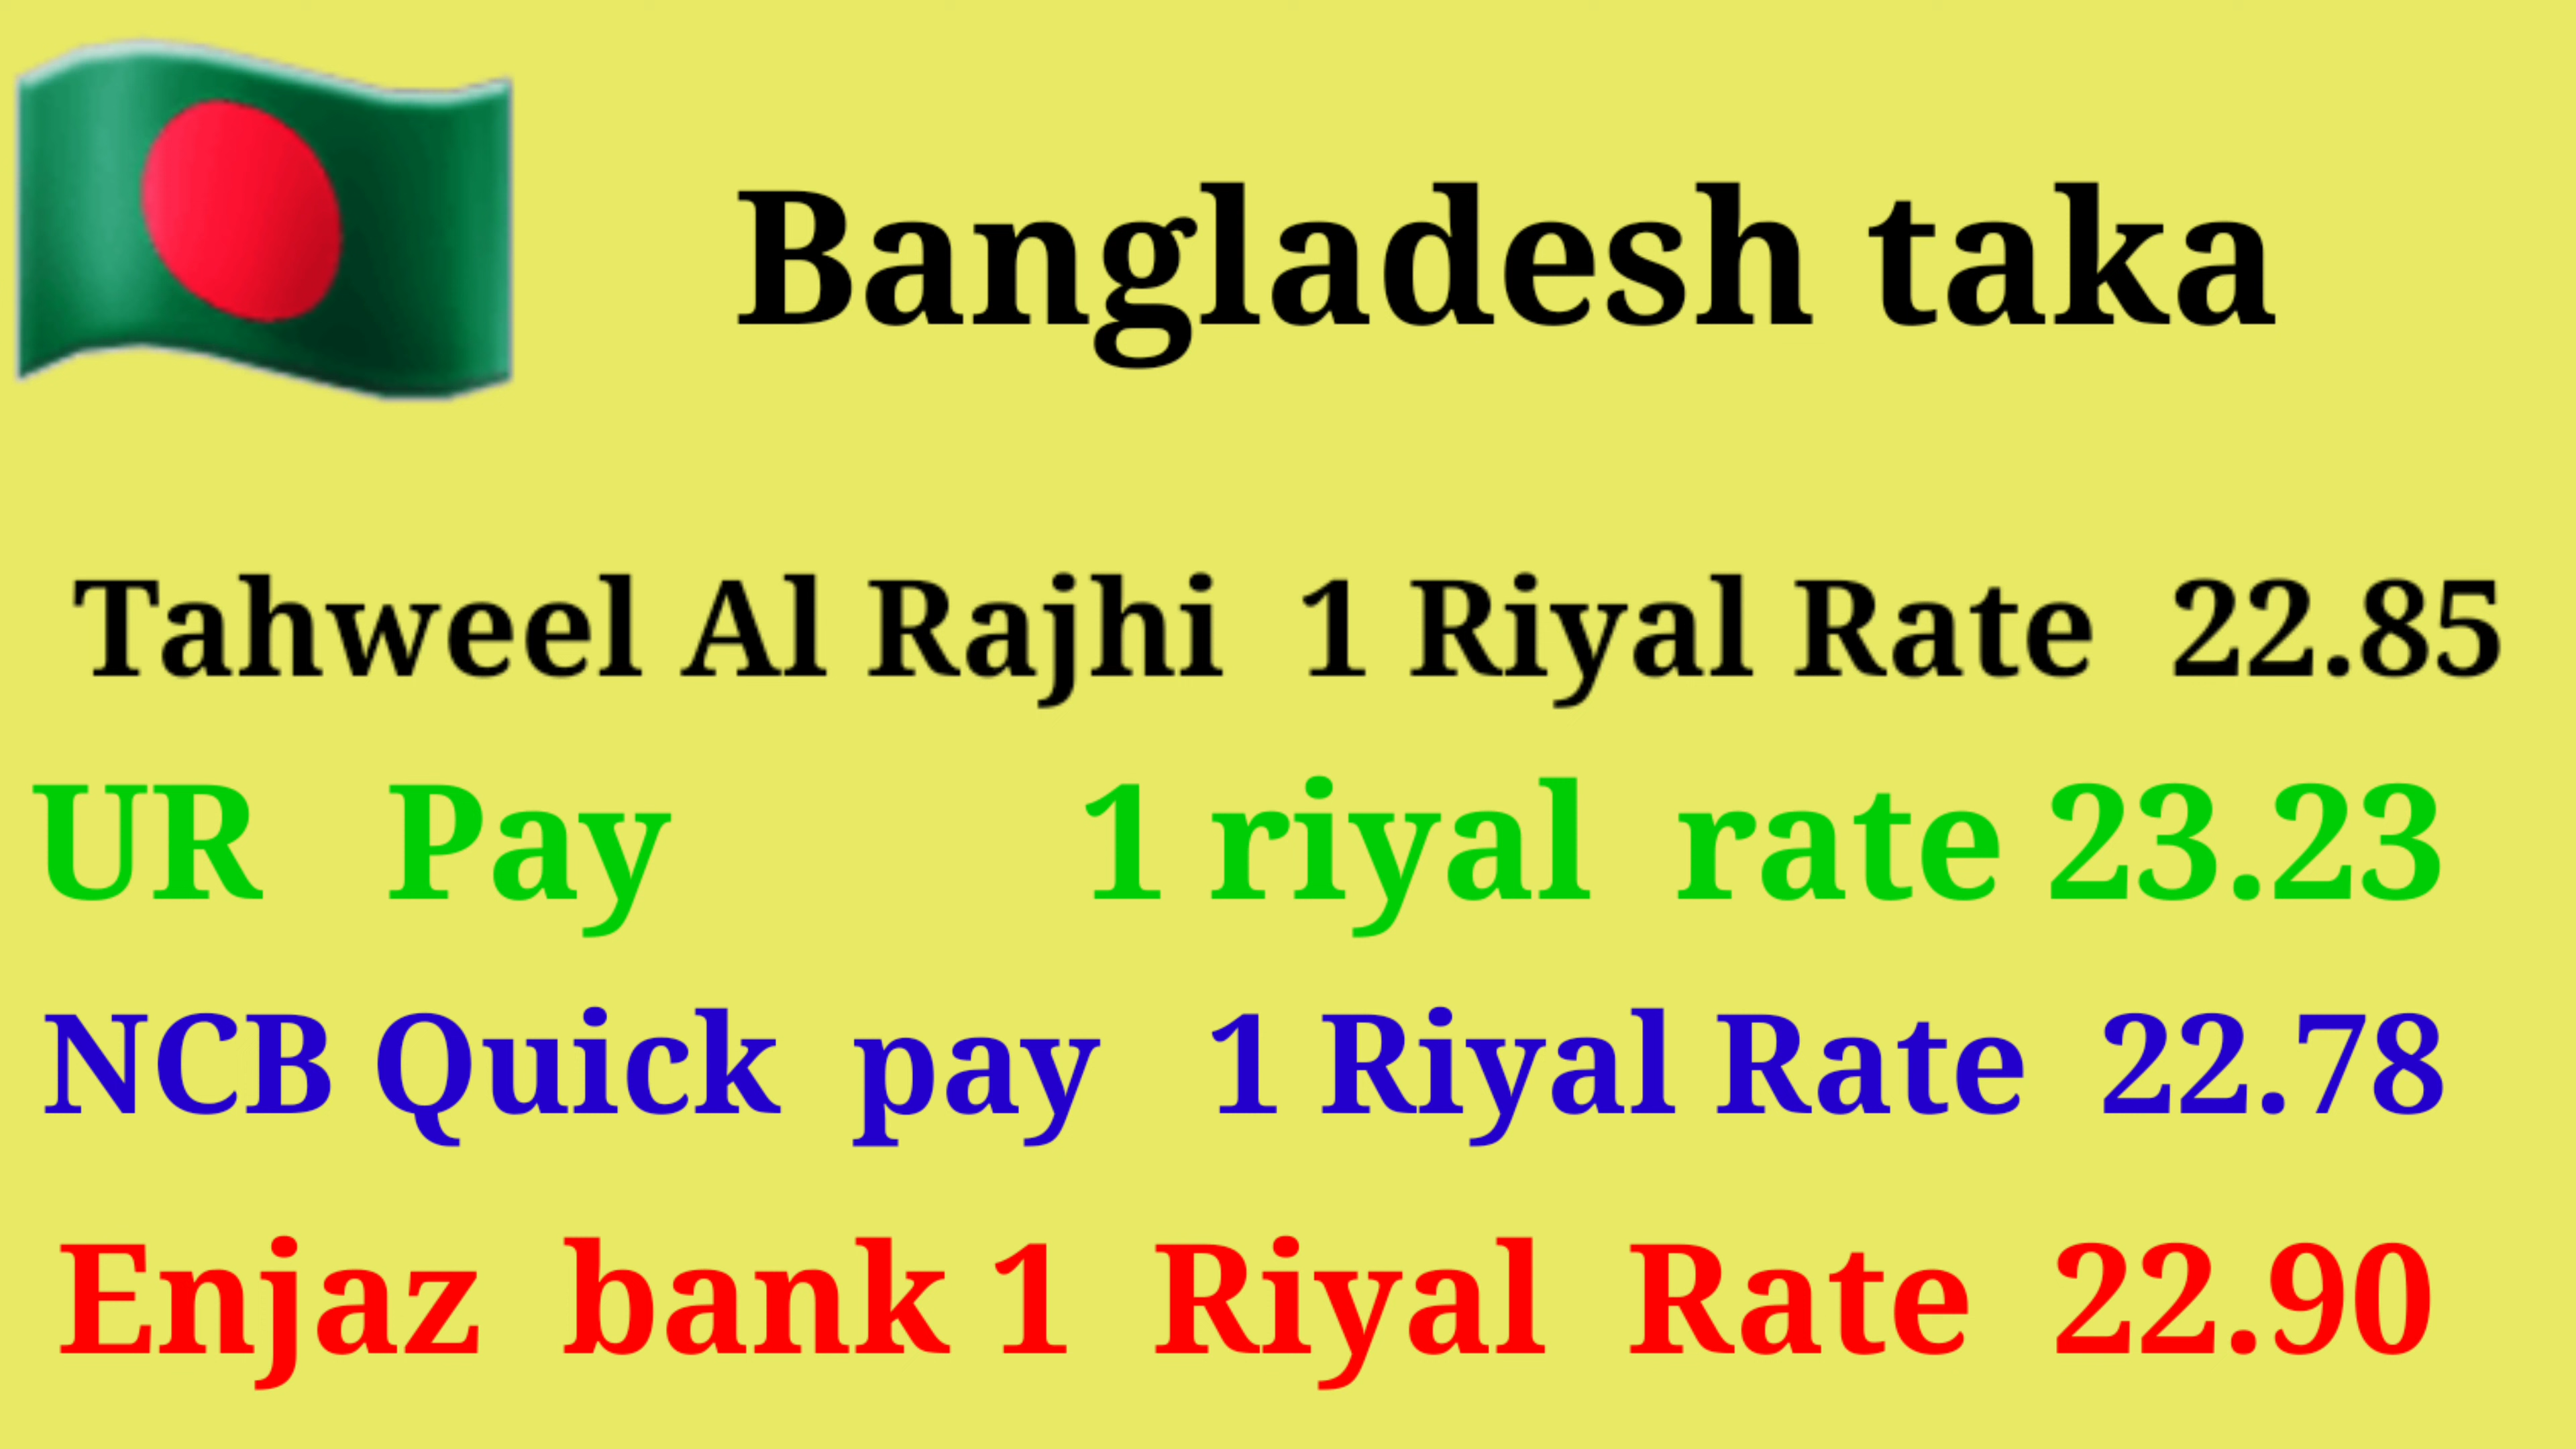 Bangladesh taka
Tahweel Al Rajhi 1 Riyal Rate 22.85
UR Pay 1 riyal rate 23.23
NCB Quick pay 1 Riyal Rate 22.78
Enjaz bank 1 Riyal Rate 22.90